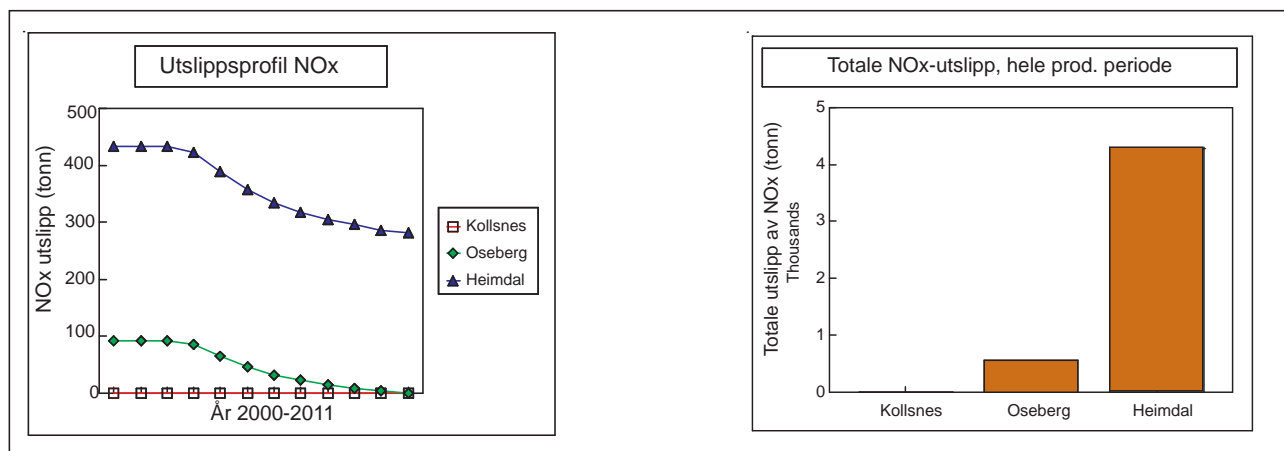 Utslippsprofil NOx
NOx utslipp (tonn)
500
400
300
200
100
0
År 2000-2011
Kollsnes
Oseberg
Heimdal
Totale NOx-utslipp, hele prod. periode
Totale utslipp av NOx (tonn)
Thousands
5
4
3
2
1
0
Kollsnes
Oseberg
Heimdal